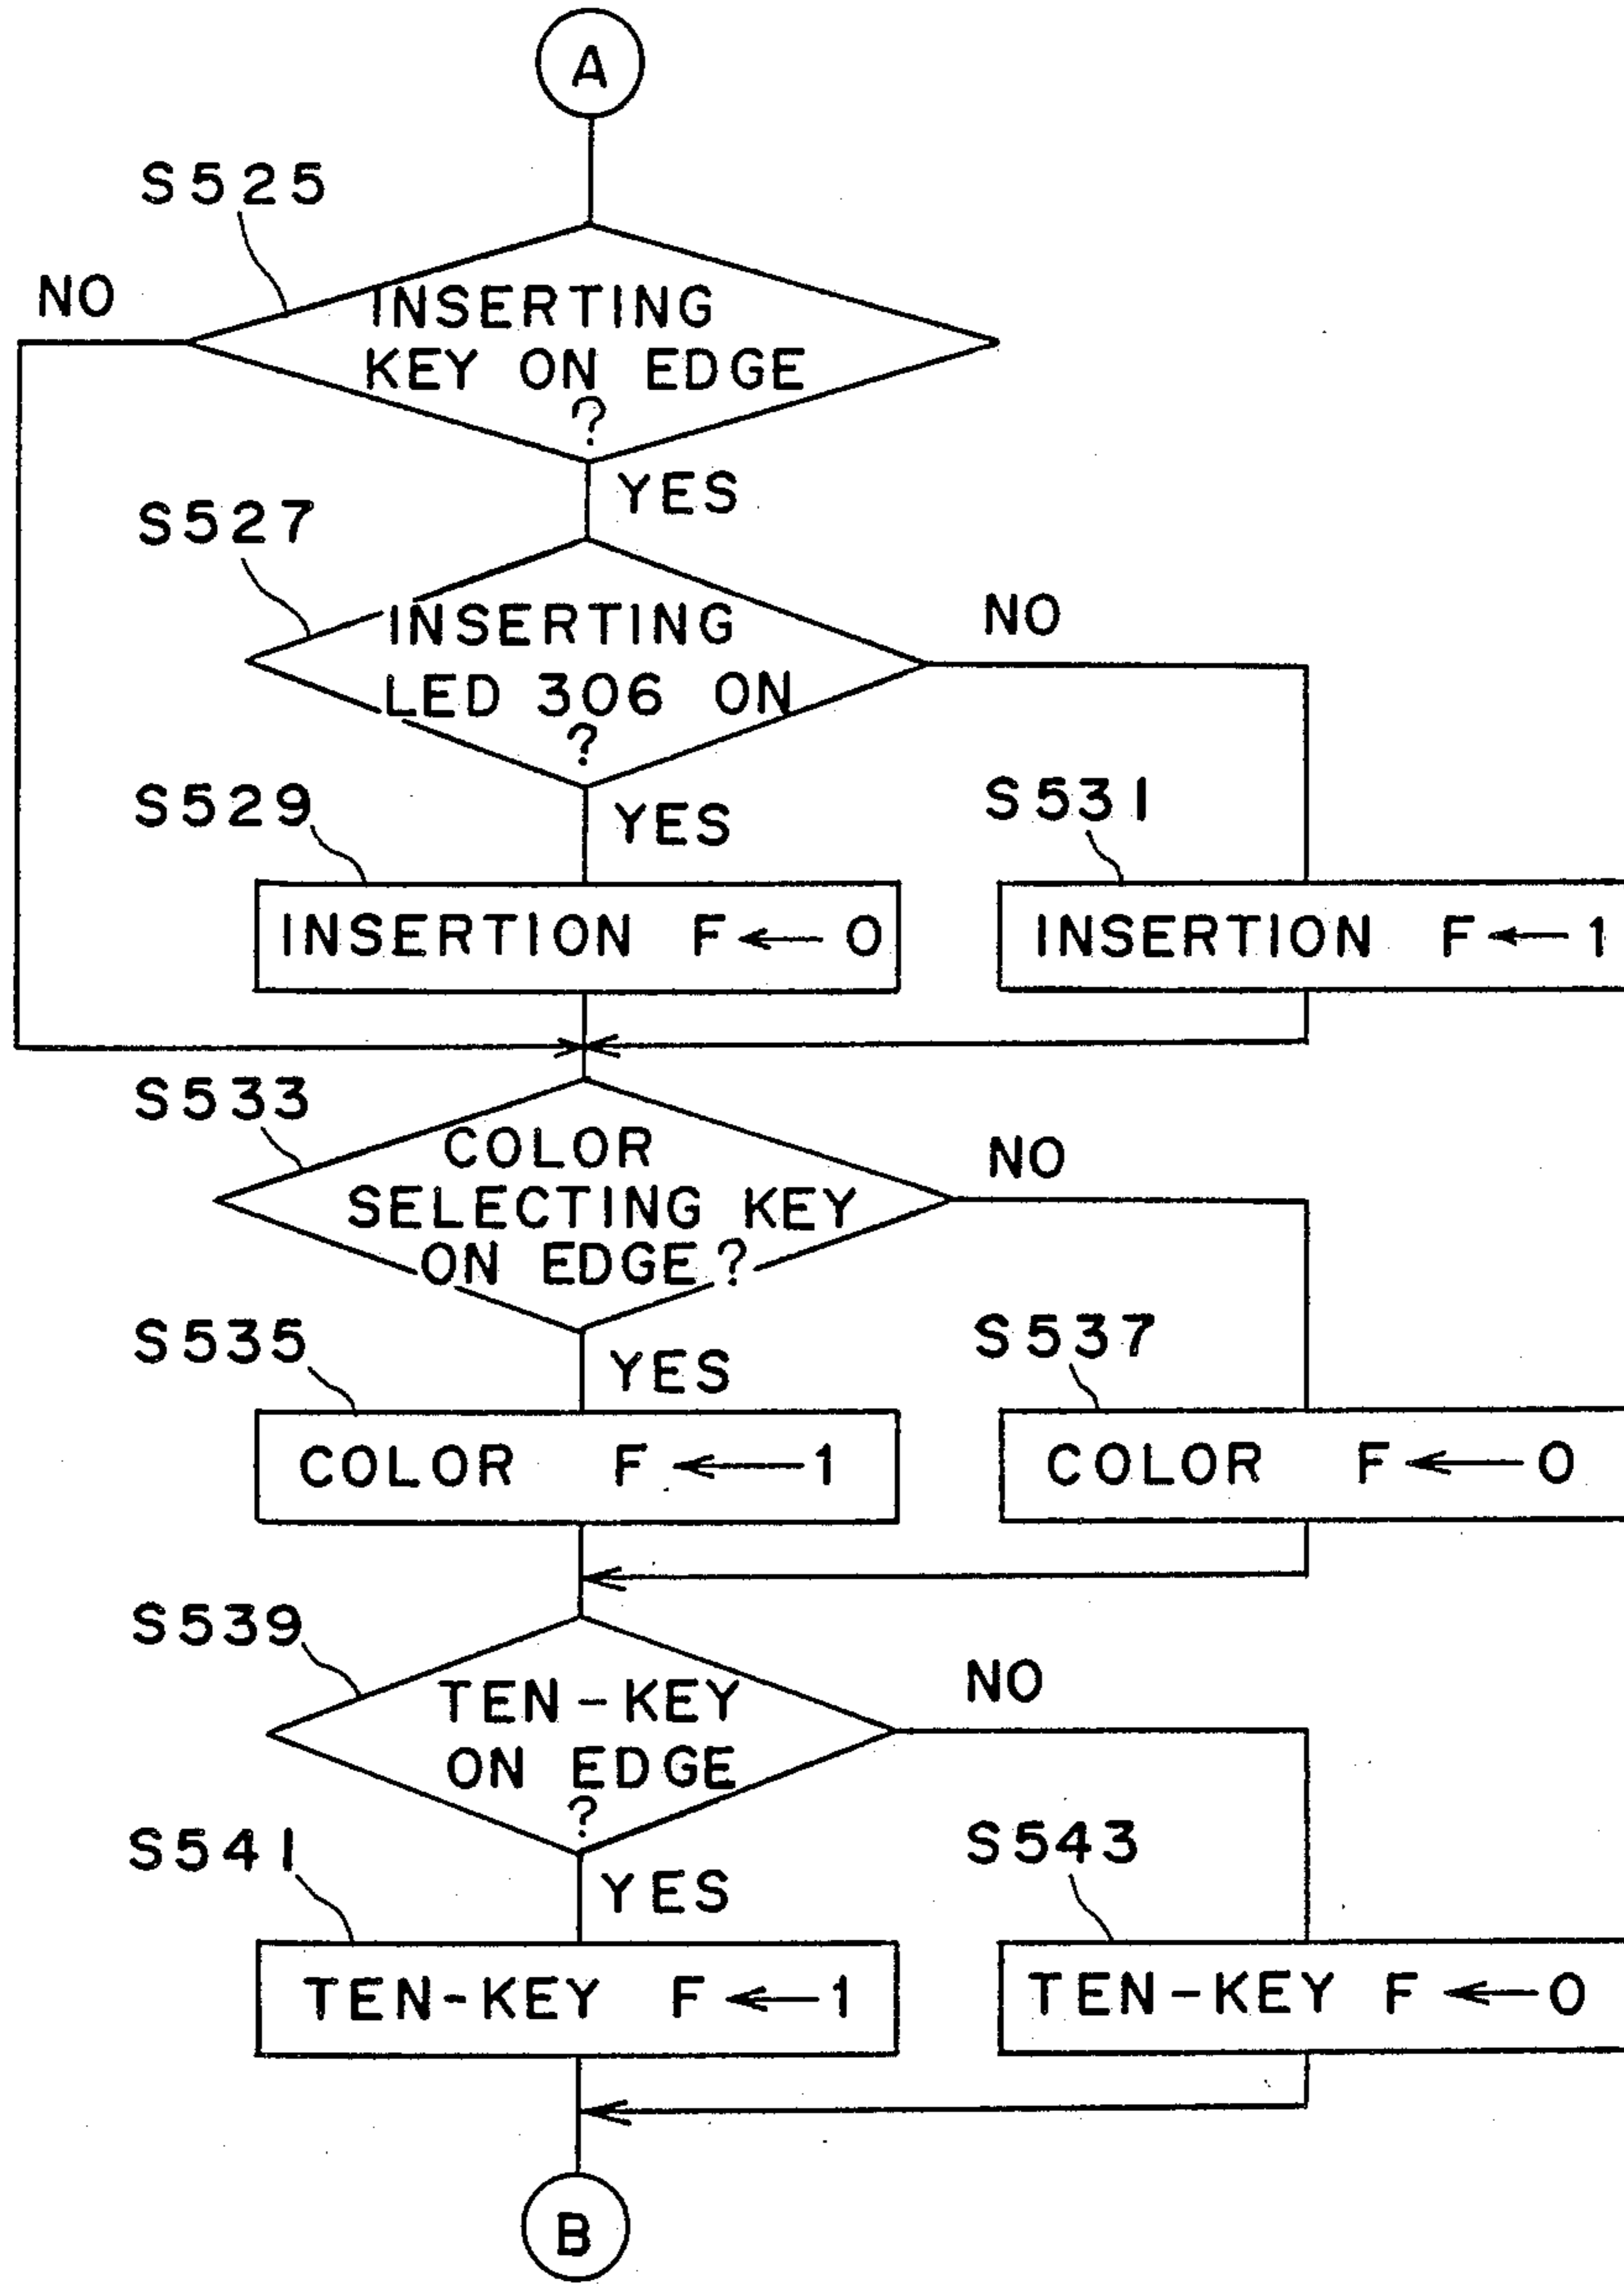 A
S525
NO
INSERTING
KEY ON EDGE
?
YES
S527
INSERTING
LED 306 ON
?
NO
S529
YES
S531
INSERTION F ← 0
INSERTION F ← 1
S533
COLOR
SELECTING KEY
ON EDGE ?
NO
S535
YES
S537
COLOR F ← 1
COLOR F ← 0
S539
TEN-KEY
ON EDGE
?
NO
S541
YES
S543
TEN-KEY F ← 1
TEN-KEY F ← 0
B